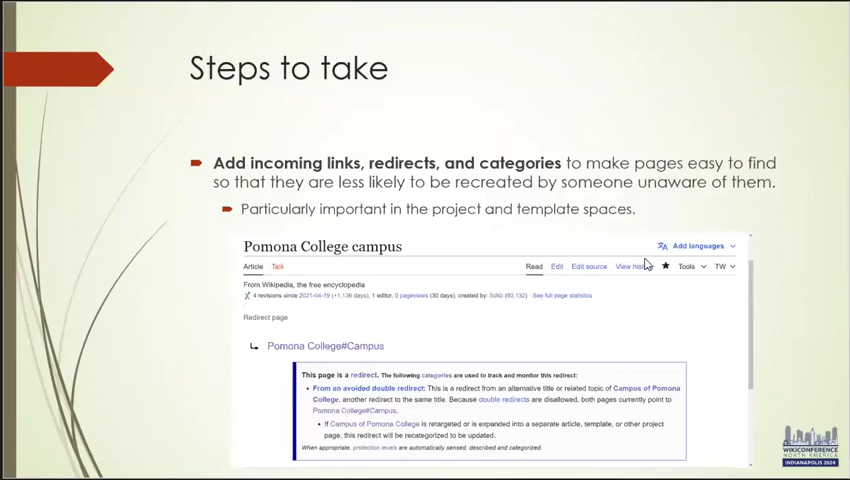 Steps to take
Add incoming links, redirects, and categories to make pages easy to find
so that they are less likely to be recreated by someone unaware of them.
Particularly important in the project and template spaces.
Pomona College campus
Add languages
Article Talk Read Edit Edit source View hist Tools TW
From Wikipedia, the free encyclopedia
4 revisions since 2021-04-19 (+1,136 days), 1 editor, 0 pageviews (30 days), created by: Sdkb (80,132) · See full page statistics
Redirect page
Pomona College#Campus
This page is a redirect. The following categories are used to track and monitor this redirect:
• From an avoided double redirect: This is a redirect from an alternative title or related topic of Campus of Pomona
College, another redirect to the same title. Because double redirects are disallowed, both pages currently point to
Pomona College#Campus.
• If Campus of Pomona College is retargeted or is expanded into a separate article, template, or other project
page, this redirect will be recategorized to be updated.
When appropriate, protection levels are automatically sensed, described and categorized.
WIKICONFERENCE
NORTH AMERICA
INDIANAPOLIS 2024